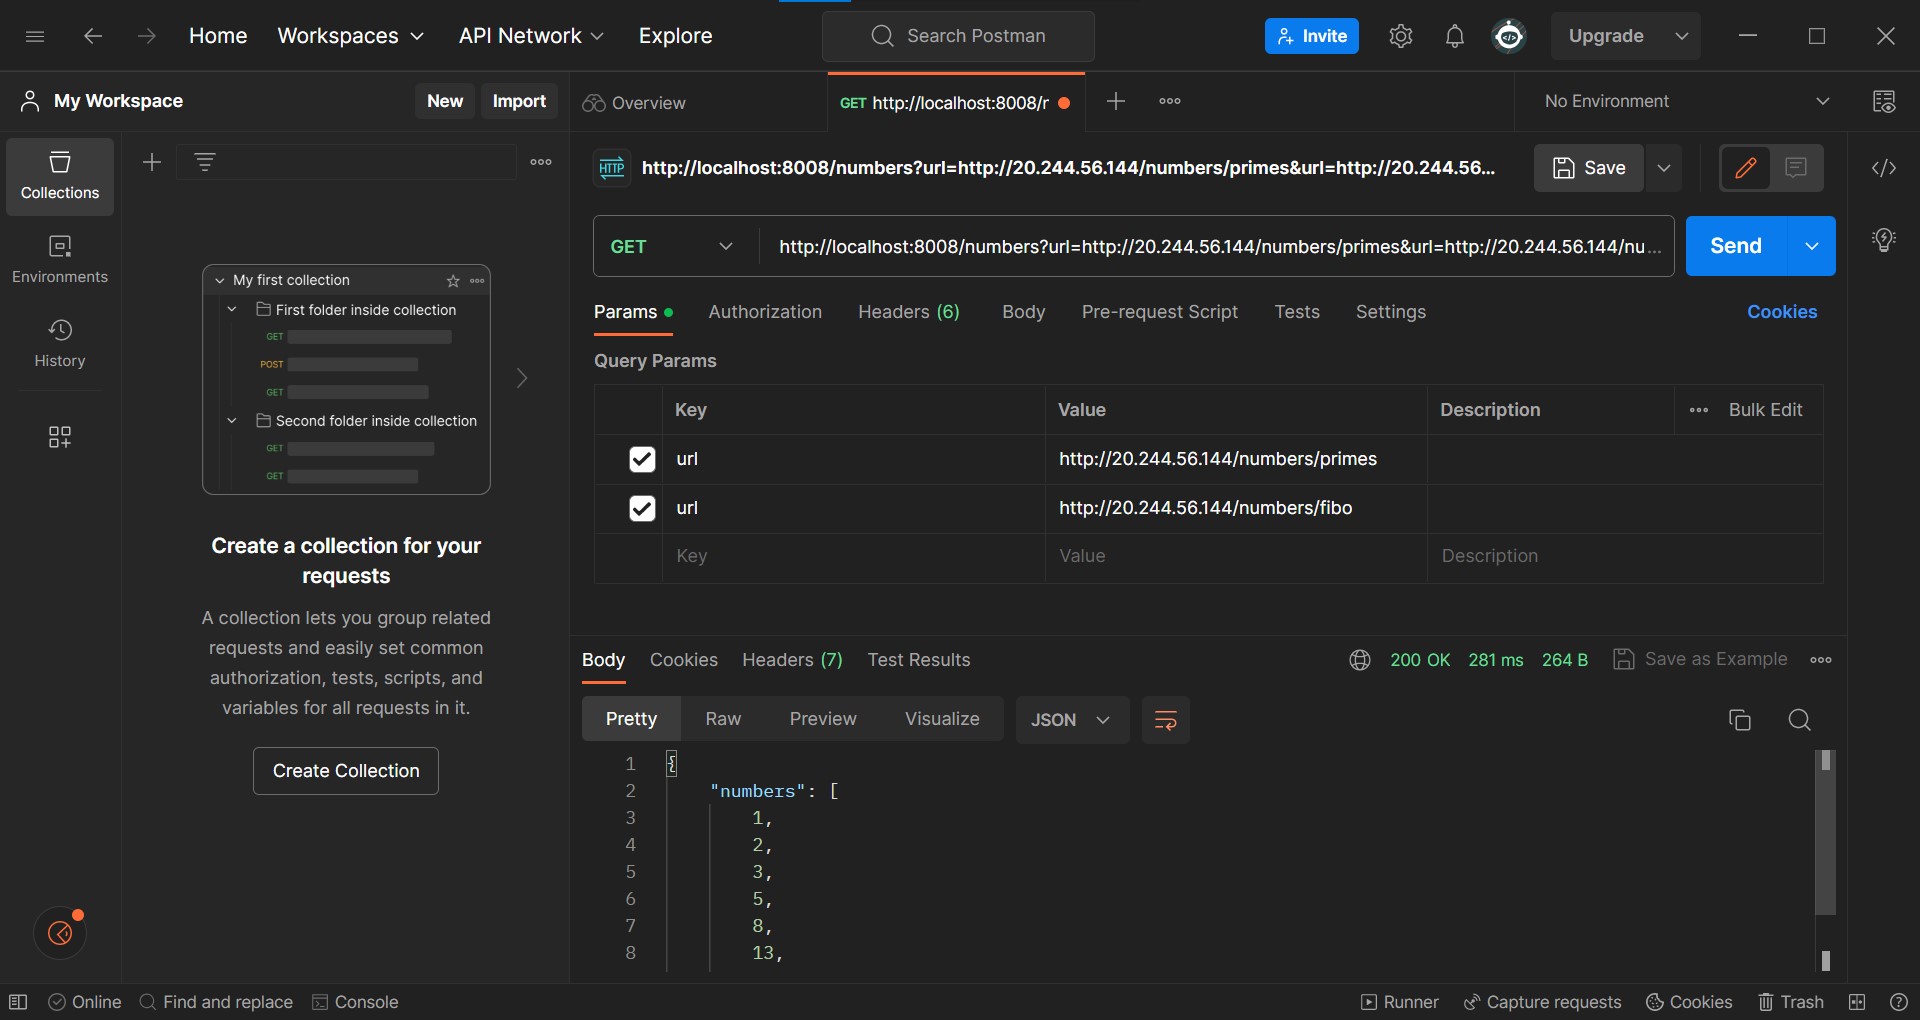 Home Workspaces API Network Explore Search Postman Invite Upgrade
My Workspace New Import Overview GET http://localhost:8008/r No Environment
Collections
Environments
History
My first collection
First folder inside collection
GET
POST
GET
Second folder inside collection
GET
GET
Create a collection for your
requests
A collection lets you group related
requests and easily set common
authorization, tests, scripts, and
variables for all requests in it.
Create Collection
HTTP http://localhost:8008/numbers?url=http://20.244.56.144/numbers/primes&url=http://20.244.56... Save
GET http://localhost:8008/numbers?url=http://20.244.56.144/numbers/primes&url=http://20.244.56.144/nu... Send
Params Authorization Headers (6) Body Pre-request Script Tests Settings Cookies
Query Params
Key Value Description Bulk Edit
url http://20.244.56.144/numbers/primes
url http://20.244.56.144/numbers/fibo
Key Value Description
Body Cookies Headers (7) Test Results 200 OK 281 ms 264 B Save as Example
Pretty Raw Preview Visualize JSON
1 {
2 "numbers": [
3 1,
4 2,
5 3,
6 5,
7 8,
8 13,
Online Find and replace Console Runner Capture requests Cookies Trash